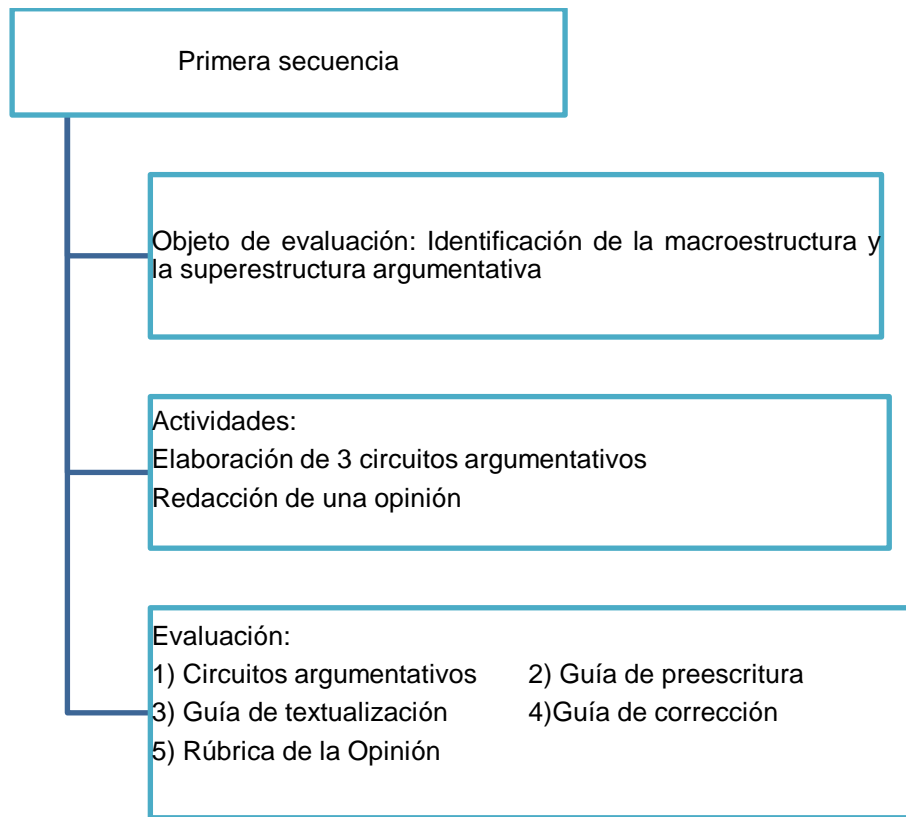 Primera secuencia
Objeto de evaluación: Identificación de la macroestructura y
la superestructura argumentativa
Actividades:
Elaboración de 3 circuitos argumentativos
Redacción de una opinión
Evaluación:
1) Circuitos argumentativos 2) Guía de preescritura
3) Guía de textualización 4)Guía de corrección
5) Rúbrica de la Opinión